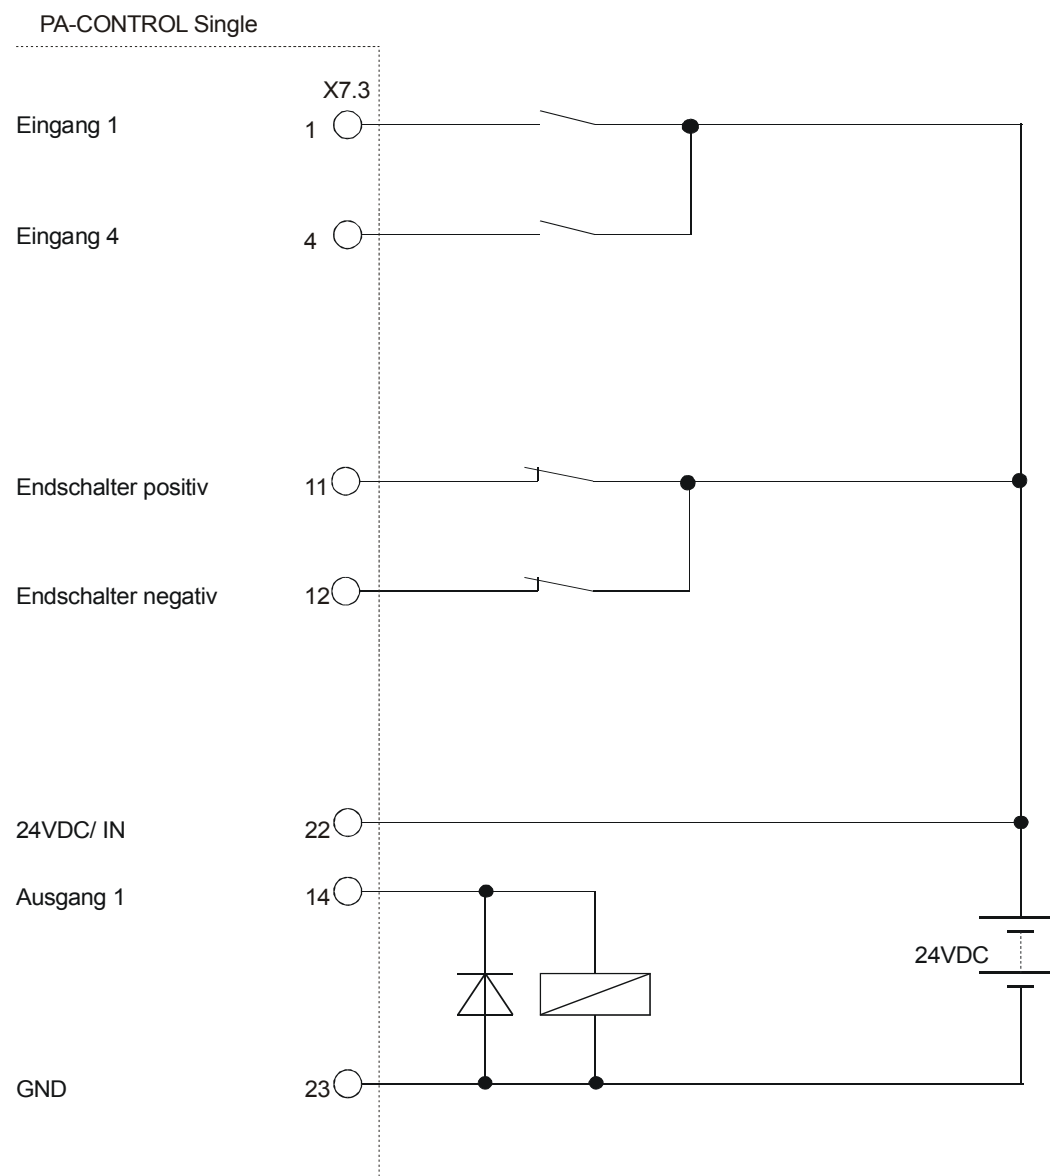 PA-CONTROL Single
X7.3
Eingang 1 1
Eingang 4 4
Endschalter positiv 11
Endschalter negativ 12
24VDC/ IN 22
Ausgang 1 14
24VDC
GND 23